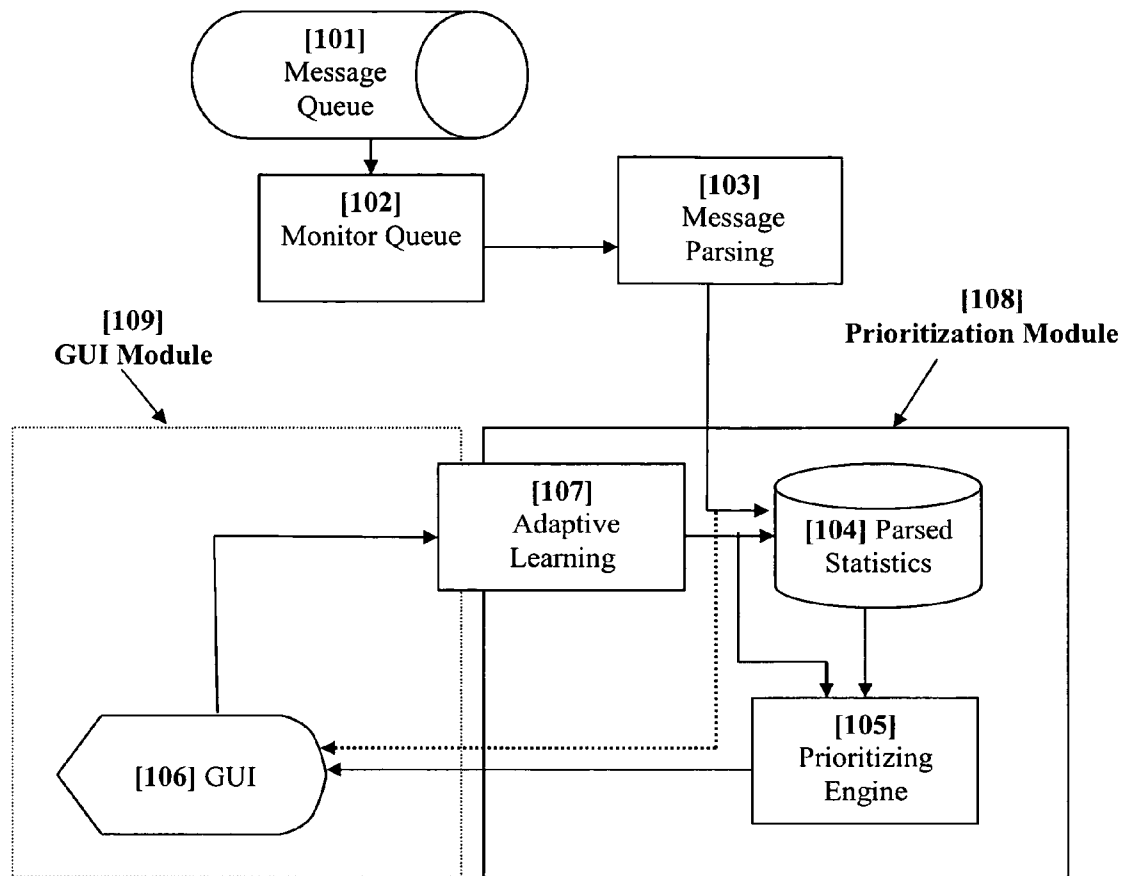 [101]
Message
Queue
[102]
Monitor Queue
[103]
Message
Parsing
[109]
GUI Module
[108]
Prioritization Module
[107]
Adaptive
Learning
[104] Parsed
Statistics
[105]
Prioritizing
Engine
[106] GUI